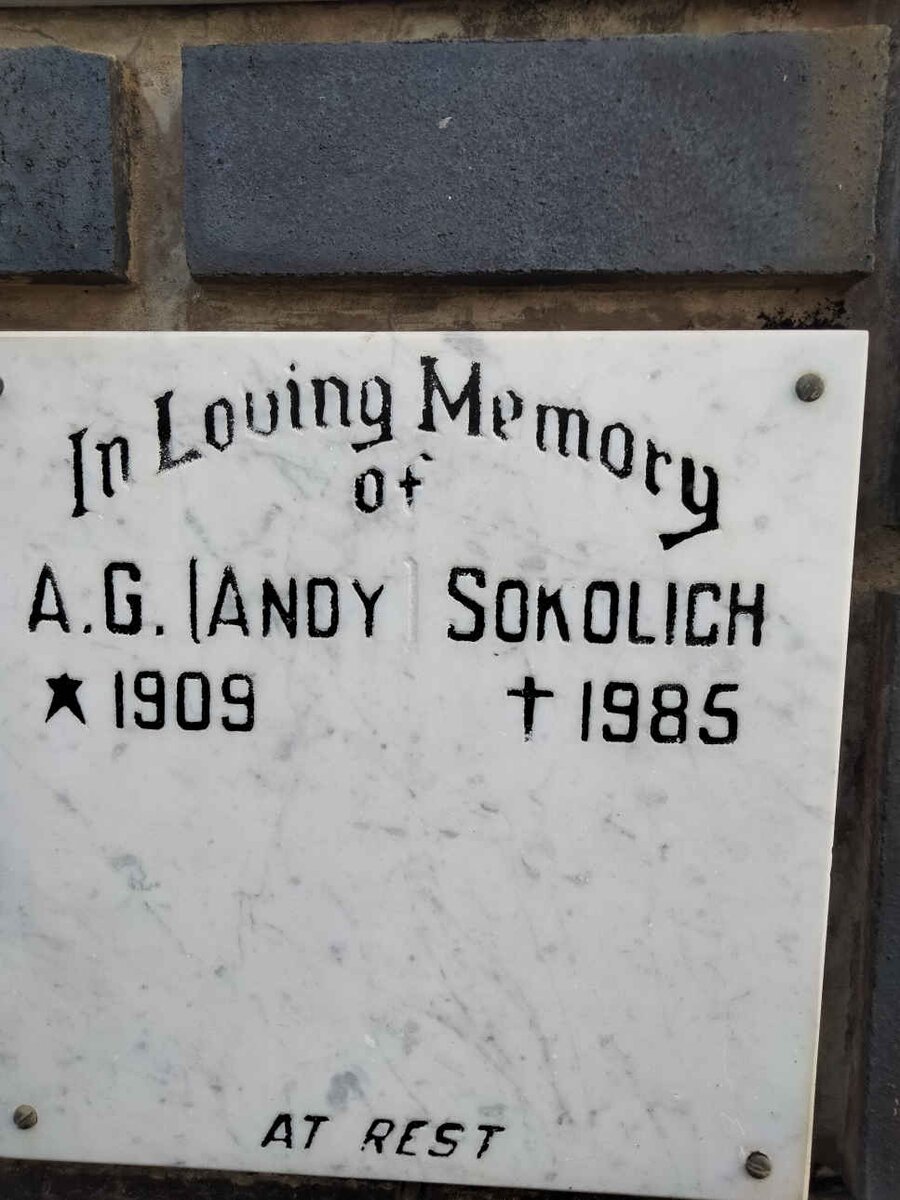 In Loving Memory
of
A.G. (ANDY) SOKOLICH
★ 1909 ✝ 1985
AT REST